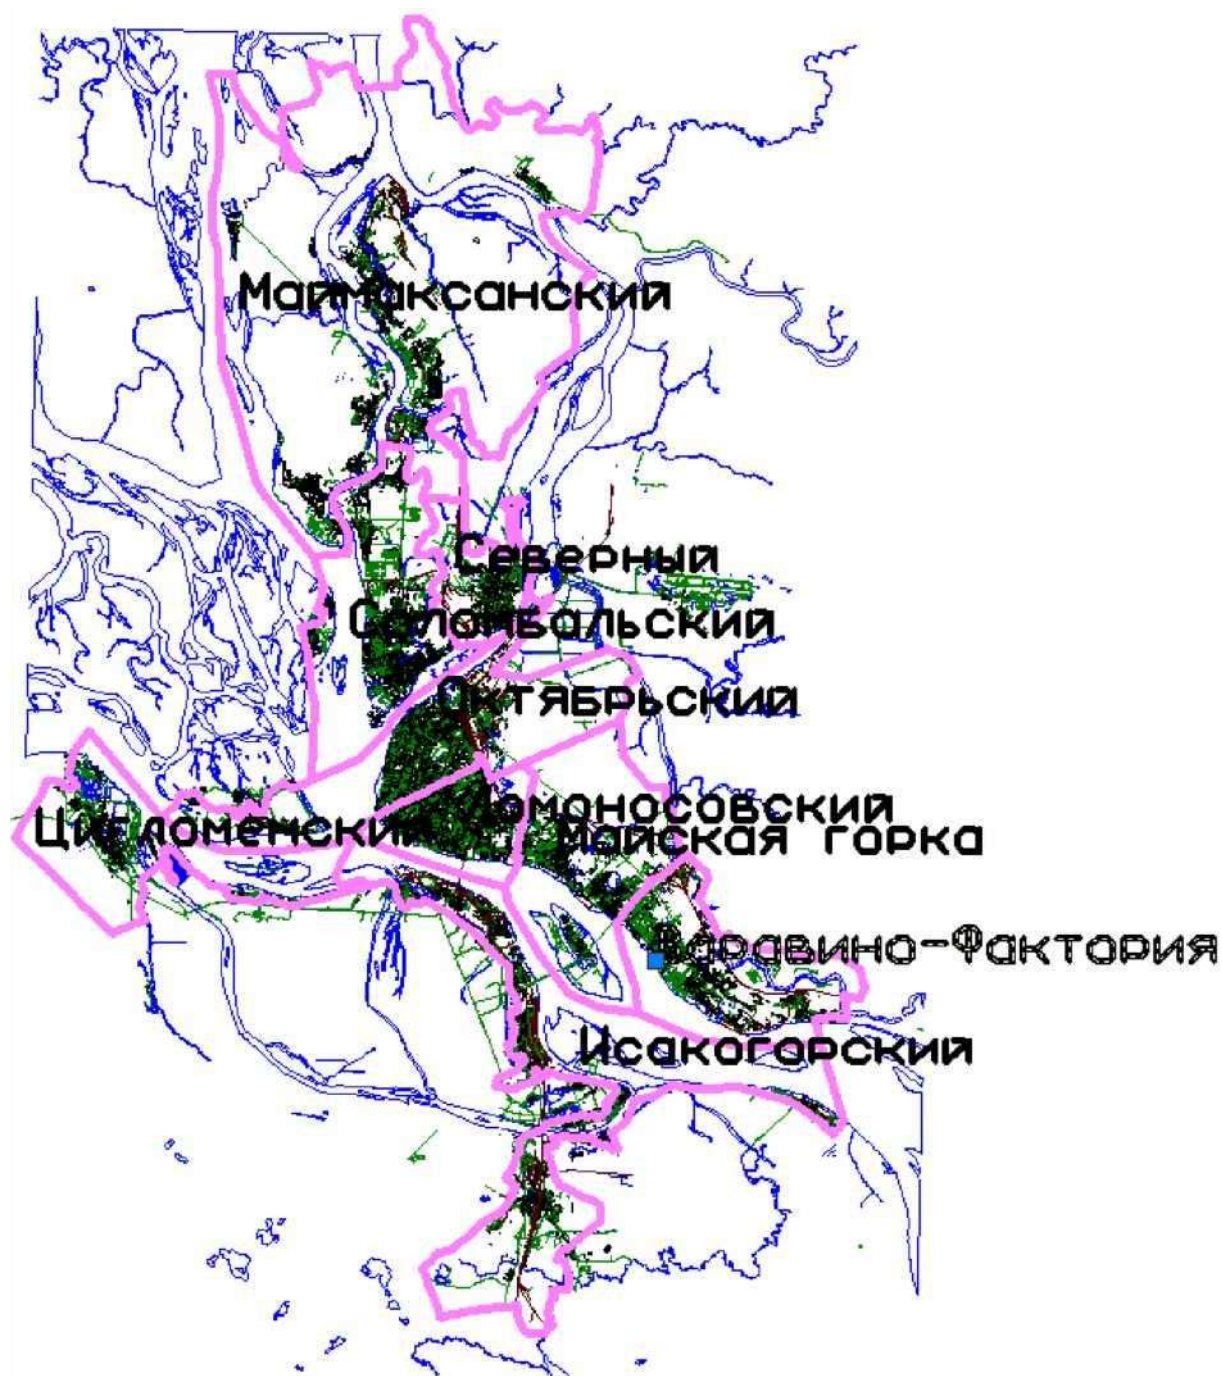 Маймаксанский
Северный
Соломбальский
Октябрьский
Ломоносовский
Майская горка
Цигломенский
Варавино-Фактория
Исакогорский